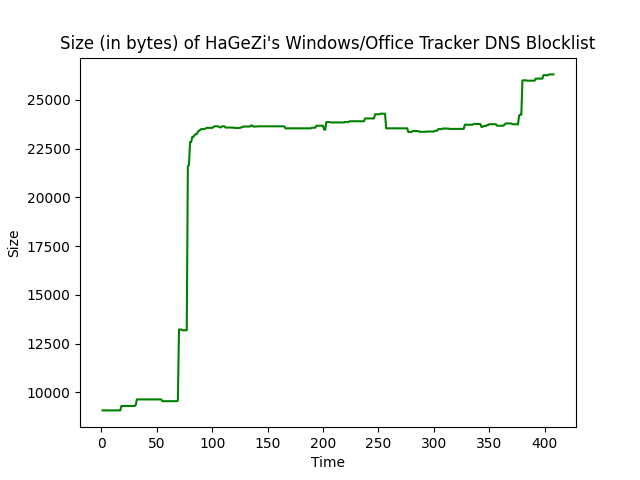 Size (in bytes) of HaGeZi's Windows/Office Tracker DNS Blocklist
25000
22500
20000
17500
15000
12500
10000
Size
0 50 100 150 200 250 300 350 400
Time